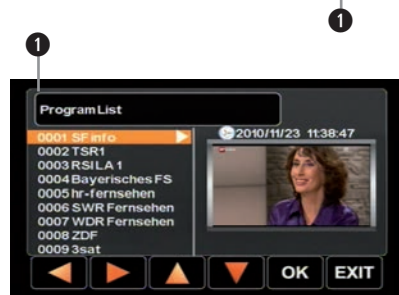 1
1
Program List
2010/11/23 11:38:47
0001 SF info
0002 TSR1
0003 RSI LA 1
0004 Bayerisches FS
0005 hr-fernsehen
0006 SWR Fernsehen
0007 WDR Fernsehen
0008 ZDF
0009 3sat
OK EXIT